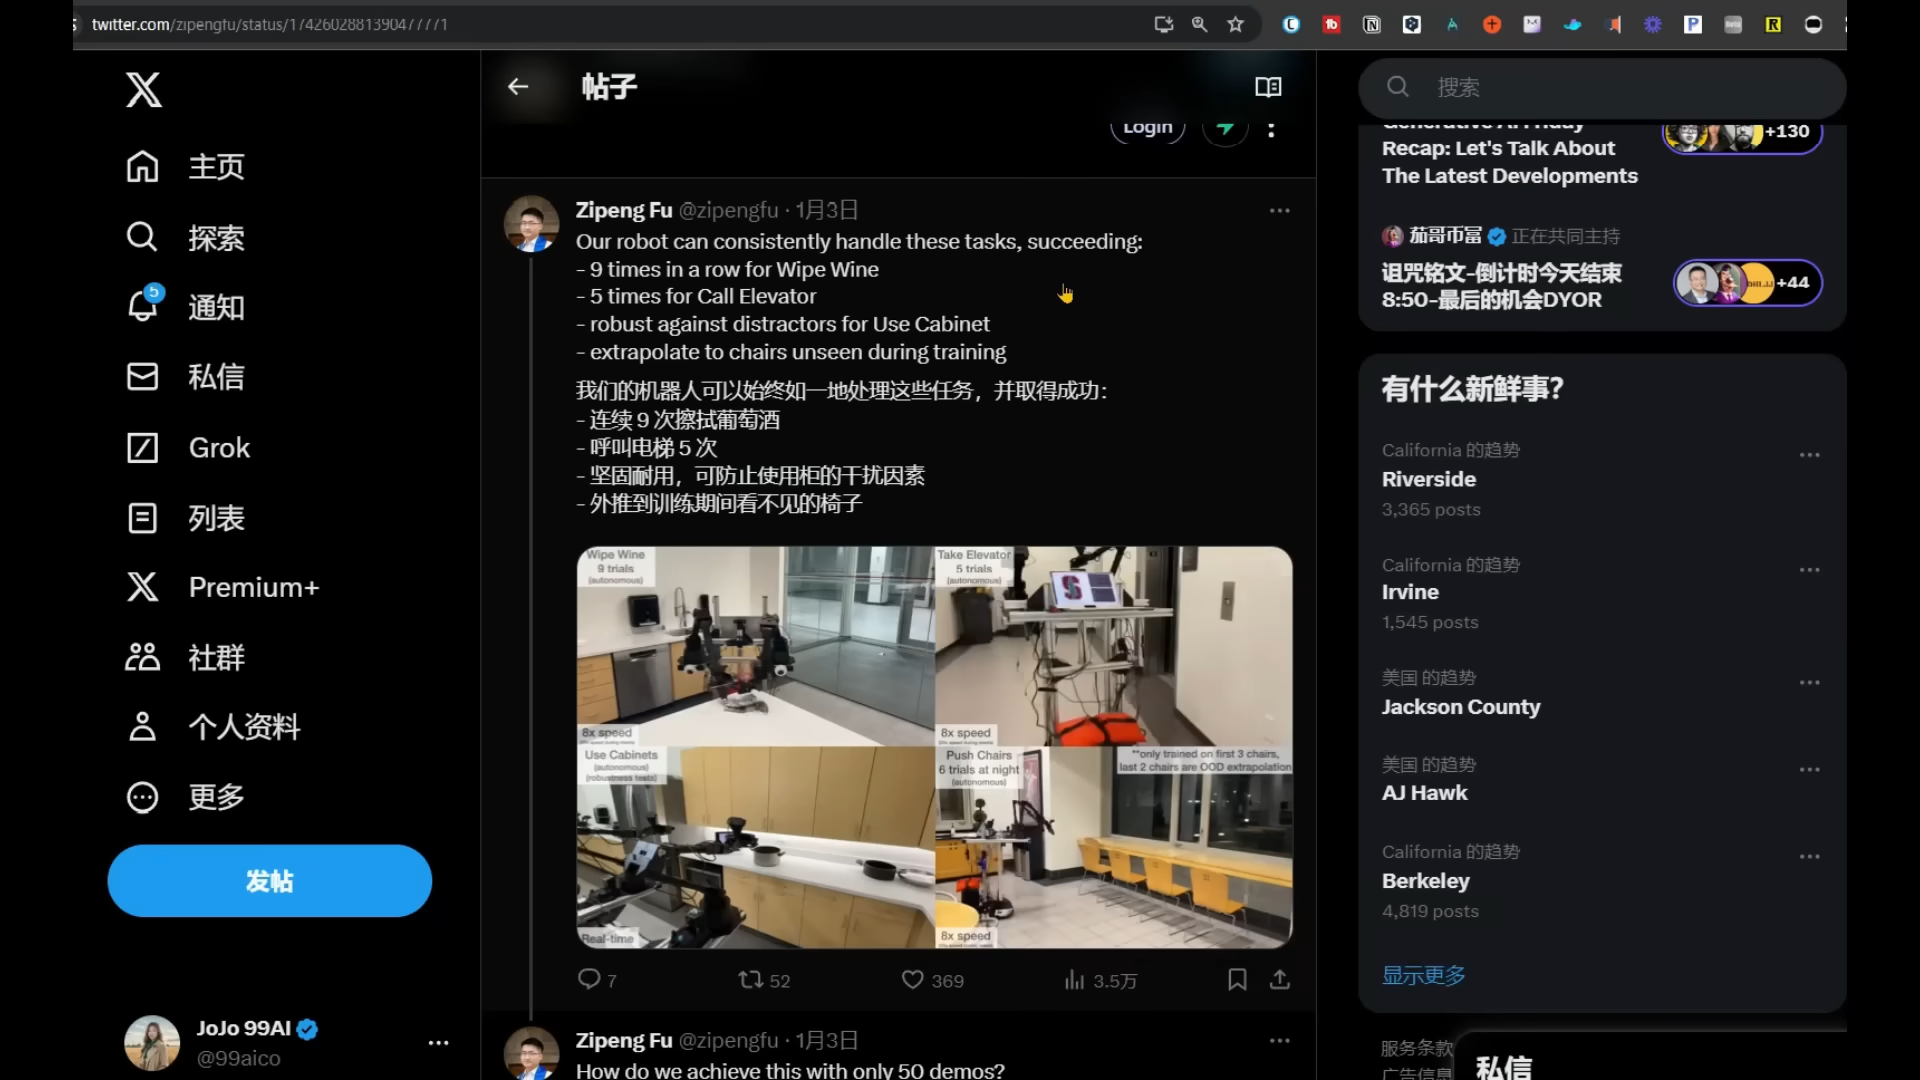 twitter.com/zipengfu/status/1742602881390477771
主页
探索
5
通知
私信
Grok
列表
Premium+
社群
个人资料
更多
发帖
JoJo 99AI
@99aico
帖子
Login
Zipeng Fu @zipengfu · 1月3日
Our robot can consistently handle these tasks, succeeding:
- 9 times in a row for Wipe Wine
- 5 times for Call Elevator
- robust against distractors for Use Cabinet
- extrapolate to chairs unseen during training
我们的机器人可以始终如一地处理这些任务，并取得成功：
- 连续 9 次擦拭葡萄酒
- 呼叫电梯 5 次
- 坚固耐用，可防止使用柜的干扰因素
- 外推到训练期间看不见的椅子
Wipe Wine
9 trials
(autonomous)
8x speed
Take Elevator
5 trials
(autonomous)
8x speed
Use Cabinets
(autonomous)
(robustness tests)
Real-time
Push Chairs
6 trials at night
(autonomous)
**only trained on first 3 chairs,
last 2 chairs are OOD extrapolation
8x speed
7
52
369
3.5万
Zipeng Fu @zipengfu · 1月3日
How do we achieve this with only 50 demos?
搜索
Generative AI Friday
Recap: Let's Talk About
The Latest Developments
+130
茄哥币富 正在共同主持
诅咒铭文-倒计时今天结束
8:50-最后的机会DYOR
+44
有什么新鲜事？
California 的趋势
Riverside
3,365 posts
California 的趋势
Irvine
1,545 posts
美国 的趋势
Jackson County
美国 的趋势
AJ Hawk
California 的趋势
Berkeley
4,819 posts
显示更多
服务条款
广告信息
私信